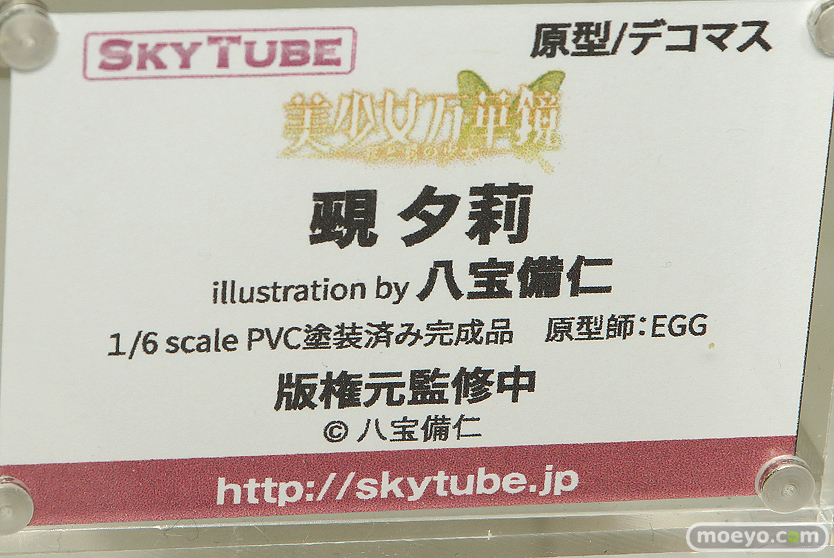 SKYTUBE
原型/デコマス
美少女万華鏡
覡 夕莉
illustration by 八宝備仁
1/6 scale PVC塗装済み完成品 原型師：EGG
版権元監修中
© 八宝備仁
http://skytube.jp
moeyo.com